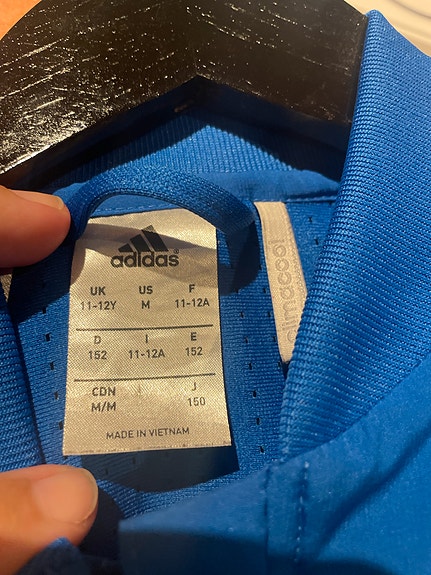 adidas
UK US F
11-12Y M 11-12A
D I E
152 11-12A 152
CDN J
M/M 150
MADE IN VIETNAM
climacool